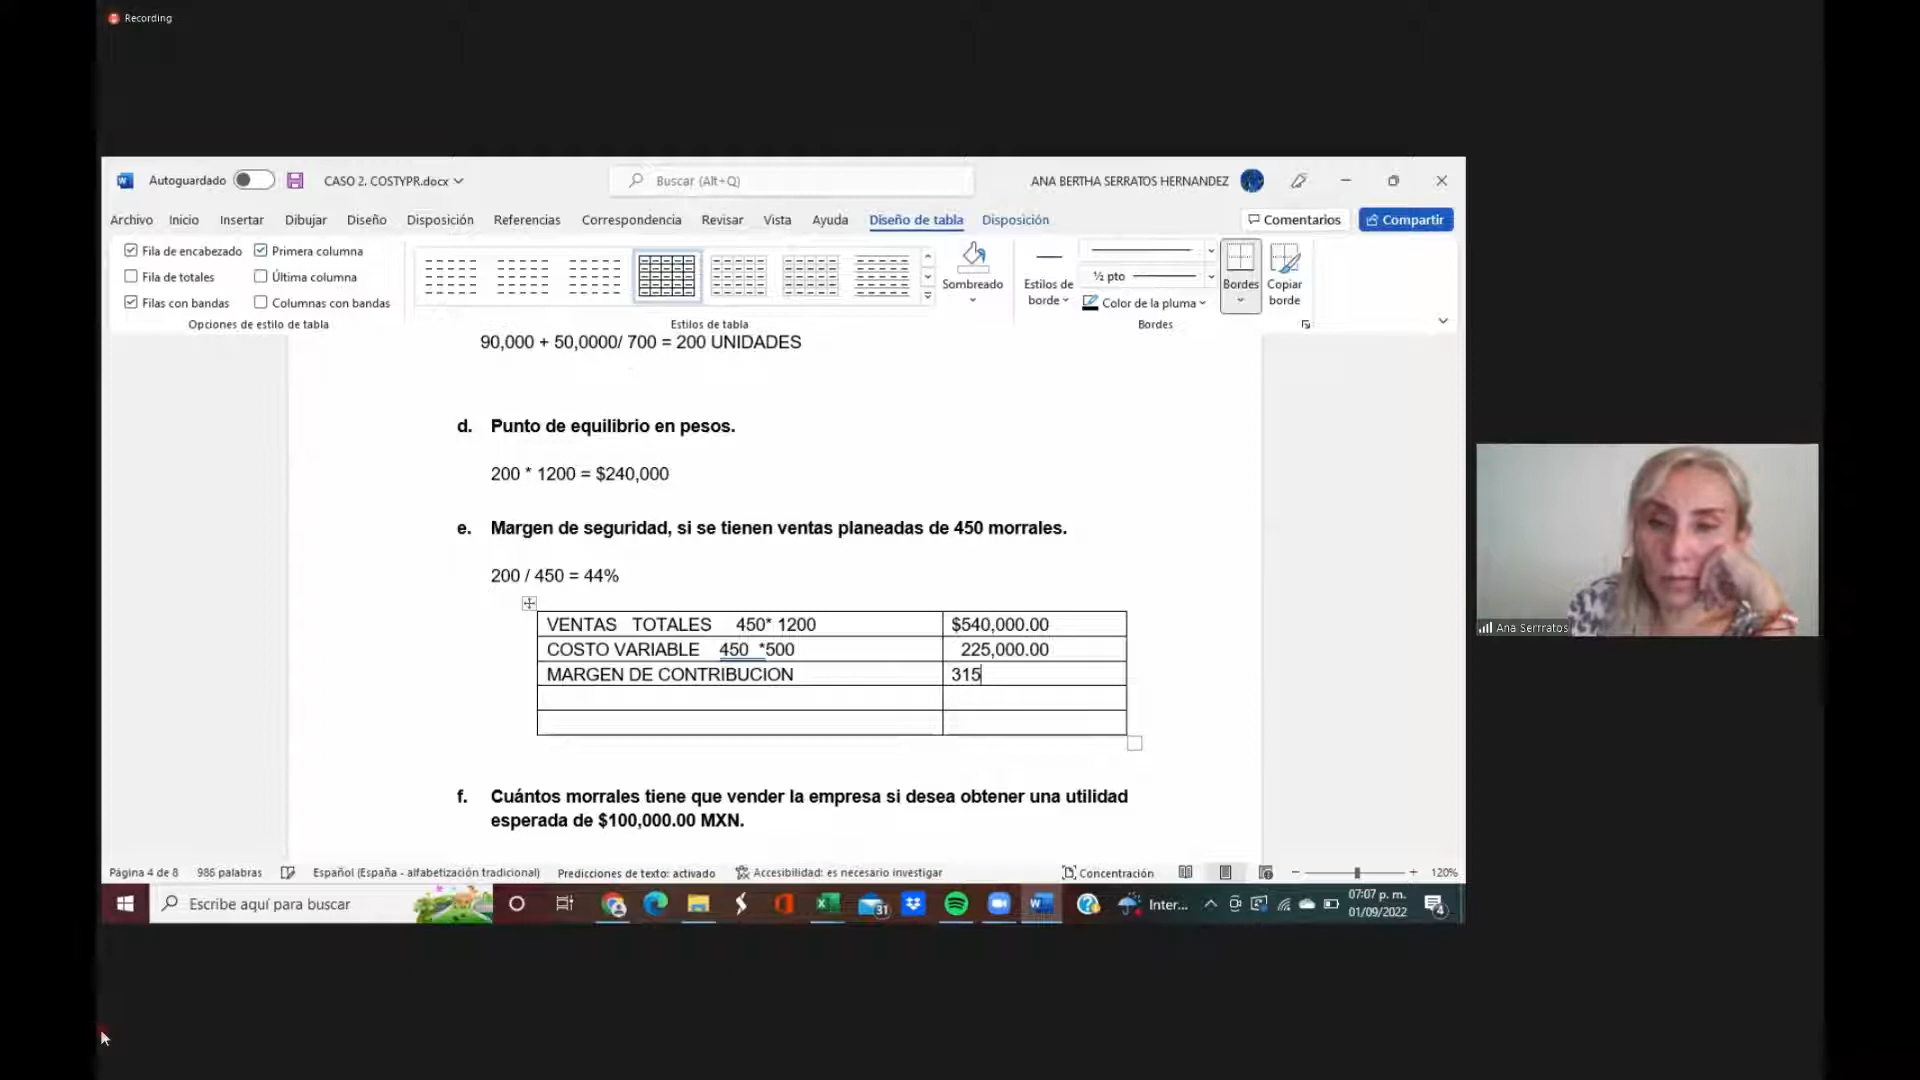 Recording
Autoguardado
CASO 2. COSTYPR.docx
Buscar (Alt+Q)
ANA BERTHA SERRATOS HERNANDEZ
Archivo Inicio Insertar Dibujar Diseño Disposición Referencias Correspondencia Revisar Vista Ayuda Diseño de tabla Disposición
Comentarios
Compartir
Fila de encabezado Primera columna
Fila de totales Última columna
Filas con bandas Columnas con bandas
Opciones de estilo de tabla
Estilos de tabla
Sombreado
Estilos de borde
½ pto
Color de la pluma
Bordes
Copiar borde
Bordes
90,000 + 50,0000/ 700 = 200 UNIDADES
d. Punto de equilibrio en pesos.
200 * 1200 = $240,000
e. Margen de seguridad, si se tienen ventas planeadas de 450 morrales.
200 / 450 = 44%
VENTAS TOTALES 450* 1200 $540,000.00
COSTO VARIABLE 450 *500 225,000.00
MARGEN DE CONTRIBUCION 315
f. Cuántos morrales tiene que vender la empresa si desea obtener una utilidad
esperada de $100,000.00 MXN.
Ana Serrratos
Página 4 de 8 986 palabras Español (España - alfabetización tradicional) Predicciones de texto: activado Accesibilidad: es necesario investigar Concentración 120%
Escribe aquí para buscar
31
Inter...
07:07 p. m.
01/09/2022
4